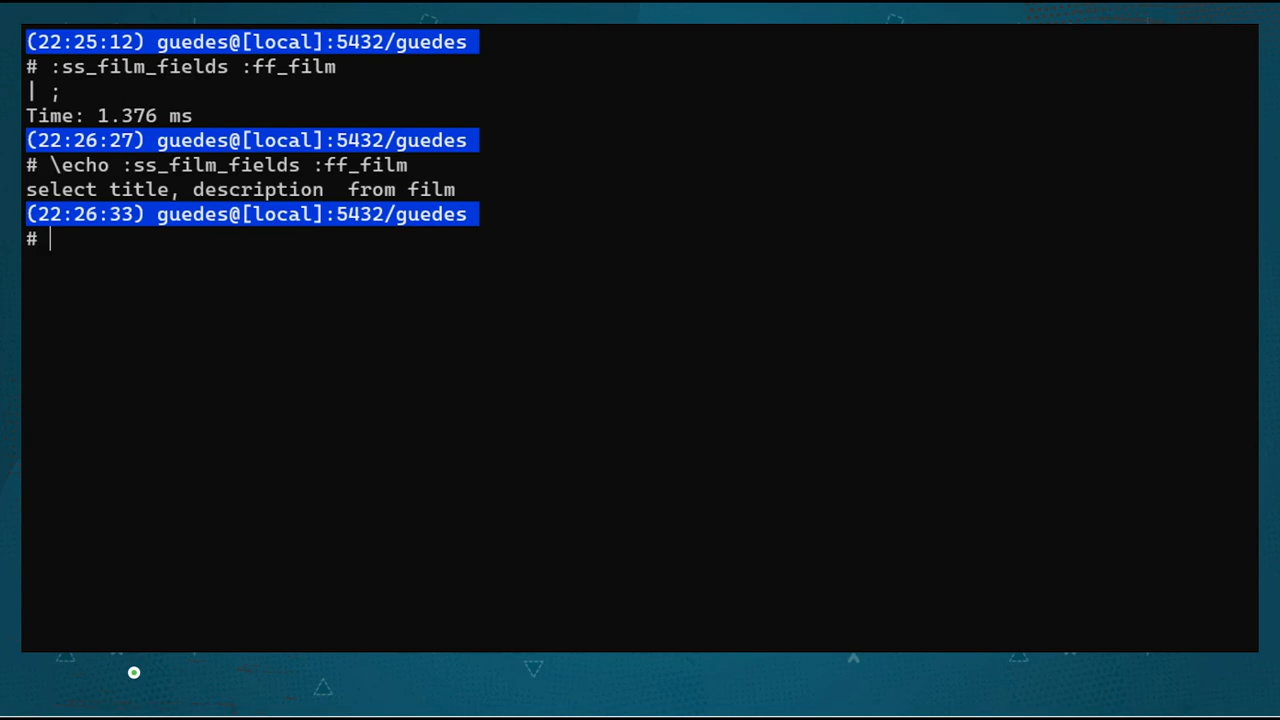 (22:25:12) guedes@[local]:5432/guedes
# :ss_film_fields :ff_film
| ;
Time: 1.376 ms
(22:26:27) guedes@[local]:5432/guedes
# \echo :ss_film_fields :ff_film
select title, description  from film
(22:26:33) guedes@[local]:5432/guedes
#